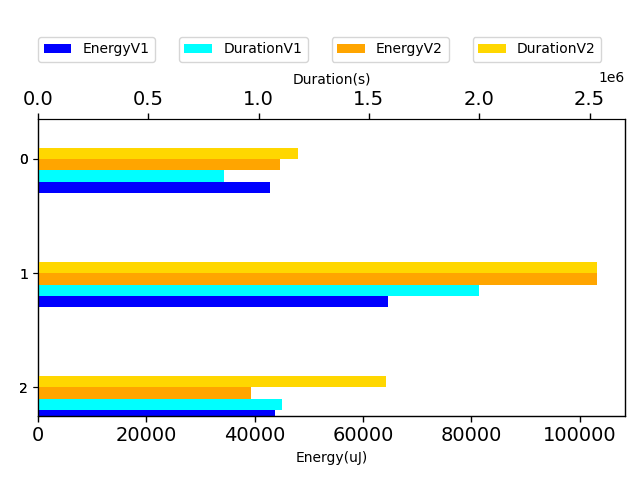 EnergyV1 DurationV1 EnergyV2 DurationV2
Duration(s)
1e6
0.0 0.5 1.0 1.5 2.0 2.5
0
1
2
0 20000 40000 60000 80000 100000
Energy(uJ)